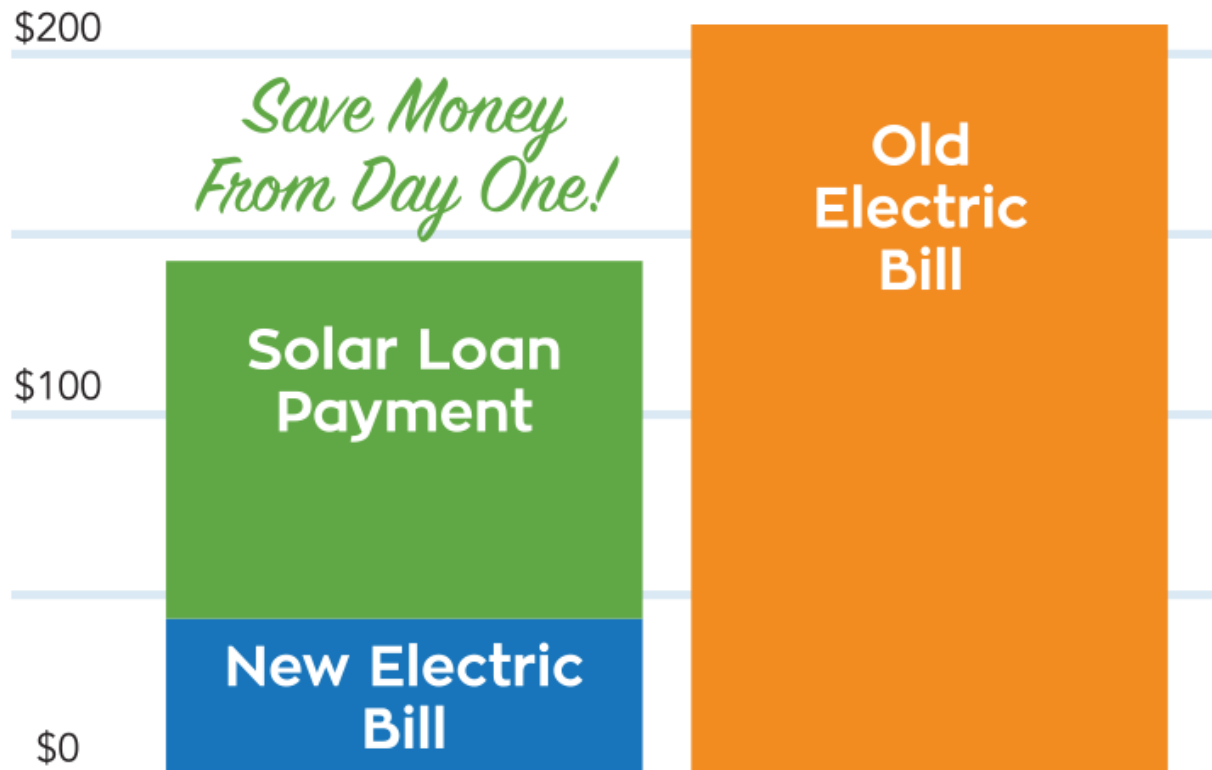 $200
Save Money
From Day One!
Old
Electric
Bill
Solar Loan
Payment
$100
New Electric
Bill
$0